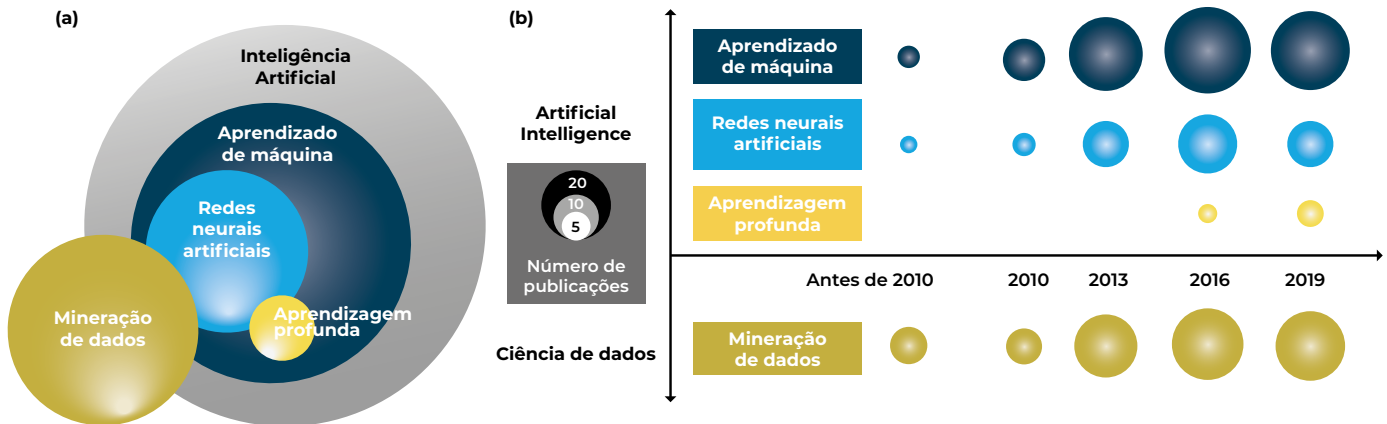 (a)
Inteligência
Artificial
Aprendizado
de máquina
Redes
neurais
artificiais
Aprendizagem
profunda
Mineração
de dados
(b)
Artificial
Intelligence
20
10
5
Número de
publicações
Ciência de dados
Aprendizado
de máquina
Redes neurais
artificiais
Aprendizagem
profunda
Antes de 2010 2010 2013 2016 2019
Mineração
de dados